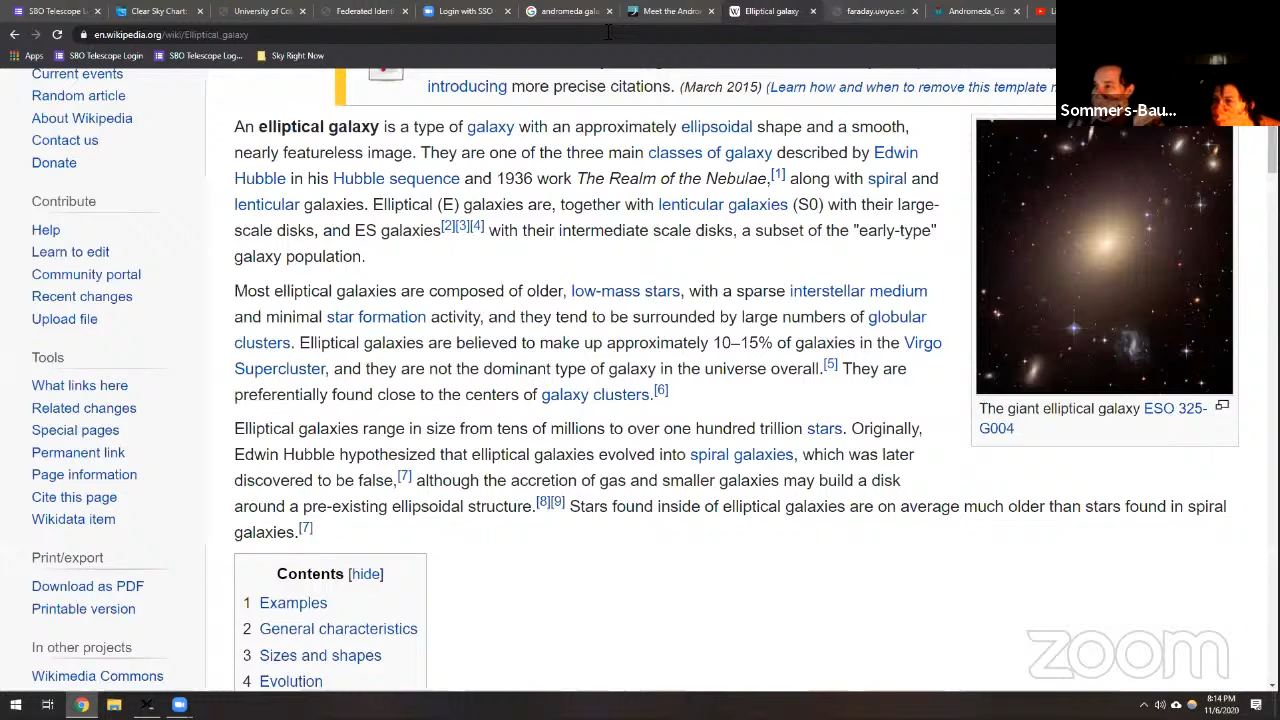 SBO Telescope Login
Clear Sky Charts
University of Col
Federated Identi
Login with SSO
andromeda gala
Meet the Andro
Elliptical galaxy
faraday.uwyo.ed
Andromeda_Gal
Li
en.wikipedia.org/wiki/Elliptical_galaxy
Apps
SBO Telescope Login
SBO Telescope Log...
Sky Right Now
Sommers-Bau...
Current events
Random article
About Wikipedia
Contact us
Donate
Contribute
Help
Learn to edit
Community portal
Recent changes
Upload file
Tools
What links here
Related changes
Special pages
Permanent link
Page information
Cite this page
Wikidata item
Print/export
Download as PDF
Printable version
In other projects
Wikimedia Commons
introducing more precise citations. (March 2015) (Learn how and when to remove this template
An elliptical galaxy is a type of galaxy with an approximately ellipsoidal shape and a smooth,
nearly featureless image. They are one of the three main classes of galaxy described by Edwin
Hubble in his Hubble sequence and 1936 work The Realm of the Nebulae,[1] along with spiral and
lenticular galaxies. Elliptical (E) galaxies are, together with lenticular galaxies (S0) with their large-
scale disks, and ES galaxies[2][3][4] with their intermediate scale disks, a subset of the "early-type"
galaxy population.
Most elliptical galaxies are composed of older, low-mass stars, with a sparse interstellar medium
and minimal star formation activity, and they tend to be surrounded by large numbers of globular
clusters. Elliptical galaxies are believed to make up approximately 10–15% of galaxies in the Virgo
Supercluster, and they are not the dominant type of galaxy in the universe overall.[5] They are
preferentially found close to the centers of galaxy clusters.[6]
Elliptical galaxies range in size from tens of millions to over one hundred trillion stars. Originally,
Edwin Hubble hypothesized that elliptical galaxies evolved into spiral galaxies, which was later
discovered to be false,[7] although the accretion of gas and smaller galaxies may build a disk
around a pre-existing ellipsoidal structure.[8][9] Stars found inside of elliptical galaxies are on average much older than stars found in spiral
galaxies.[7]
The giant elliptical galaxy ESO 325-
G004
Contents [hide]
1 Examples
2 General characteristics
3 Sizes and shapes
4 Evolution
zoom
8:14 PM
11/6/2020